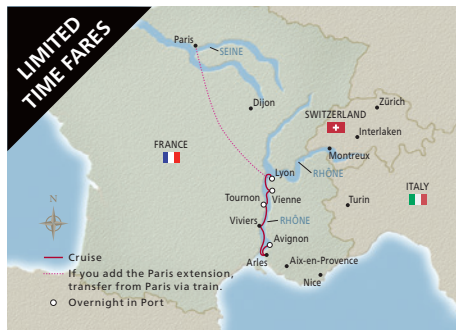 LIMITED
TIME FARES
Paris
SEINE
Dijon
Zürich
SWITZERLAND
Interlaken
FRANCE
Montreux
Lyon
RHÔNE
Vienne
Tournon
ITALY
Turin
Viviers
RHÔNE
Avignon
N
Arles
Aix-en-Provence
Nice
Cruise
If you add the Paris extension,
transfer from Paris via train.
Overnight in Port